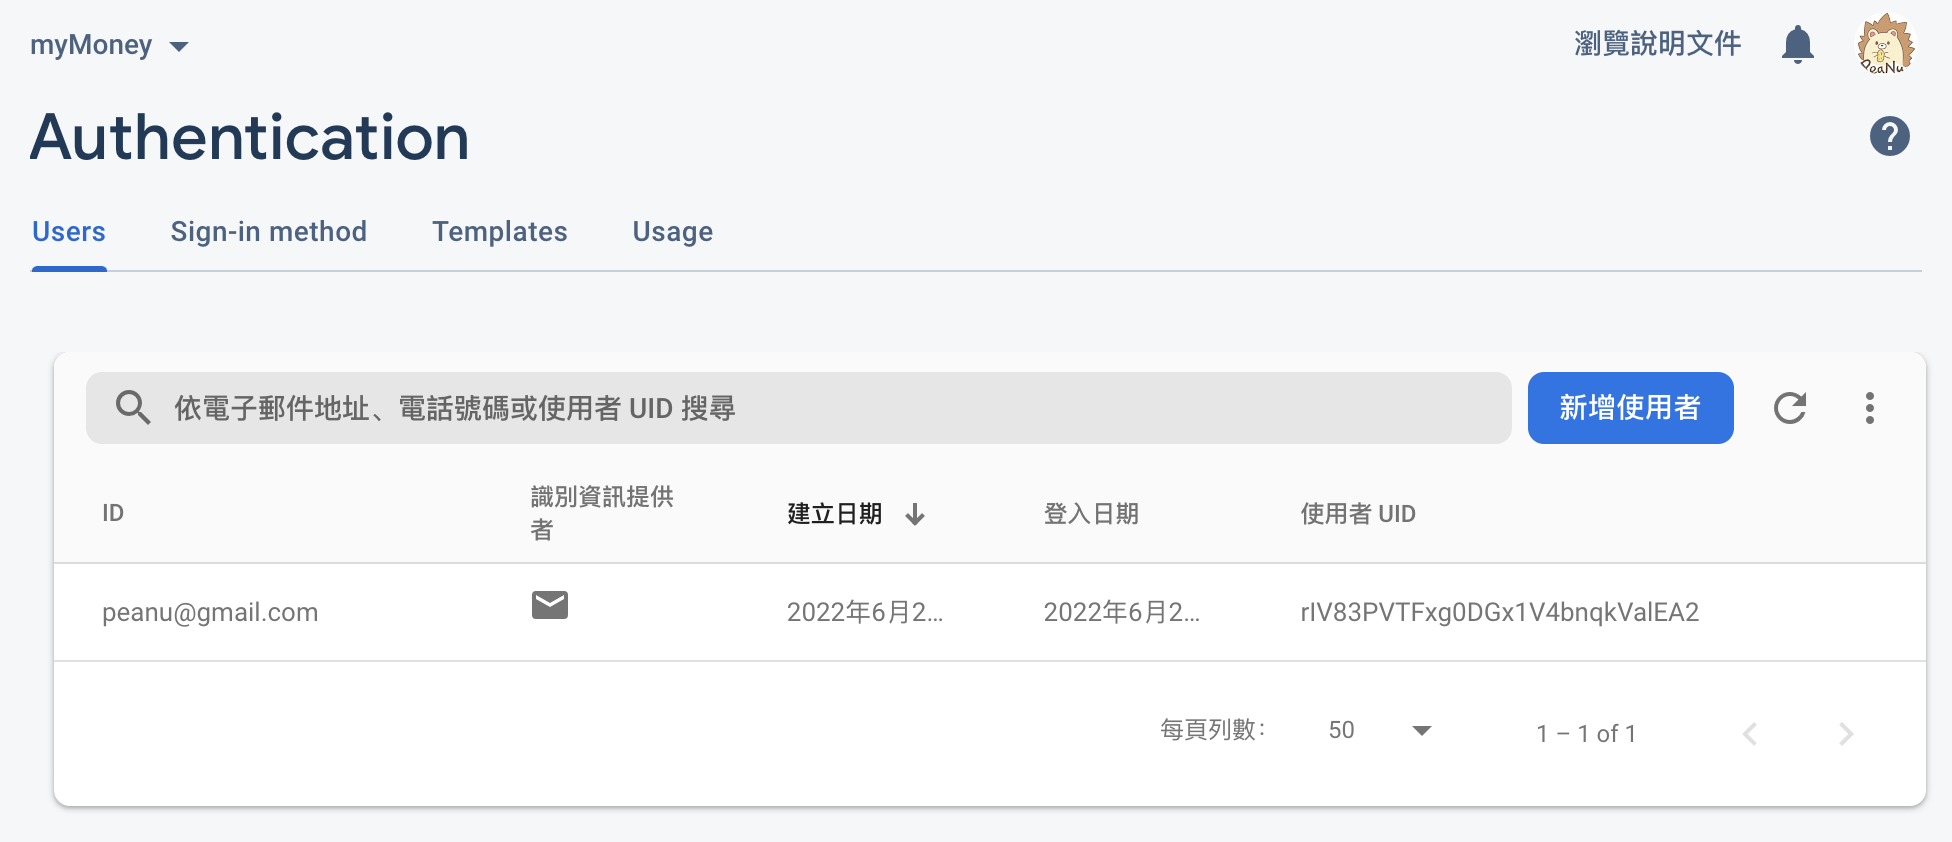 myMoney
瀏覽說明文件
PeaNu
Authentication
Users Sign-in method Templates Usage
依電子郵件地址、電話號碼或使用者 UID 搜尋
新增使用者
ID 識別資訊提供者 建立日期 登入日期 使用者 UID
peanu@gmail.com 2022年6月2... 2022年6月2... rIV83PVTFxg0DGx1V4bnqkValEA2
每頁列數: 50 1 – 1 of 1